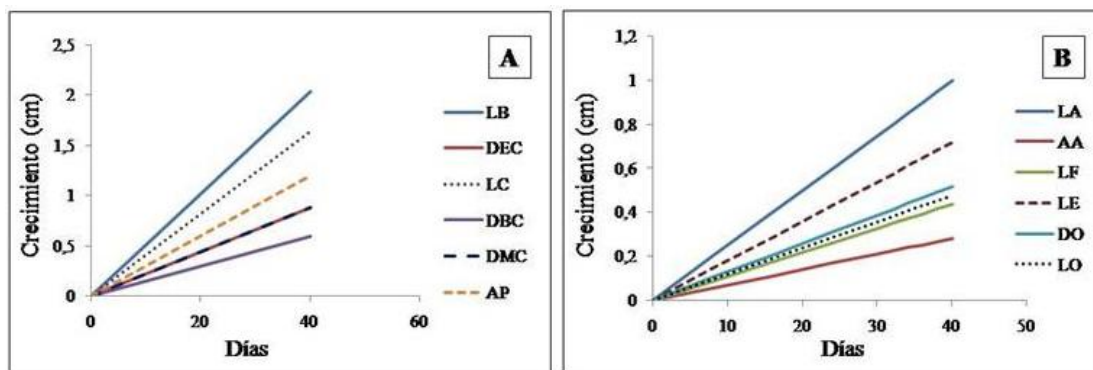 A
Crecimiento (cm)
2,5
2
1,5
1
0,5
0
0 20 40 60
Días
LB
DEC
LC
DBC
DMC
AP
B
Crecimiento (cm)
1,2
1
0,8
0,6
0,4
0,2
0
0 10 20 30 40 50
Días
LA
AA
LF
LE
DO
LO